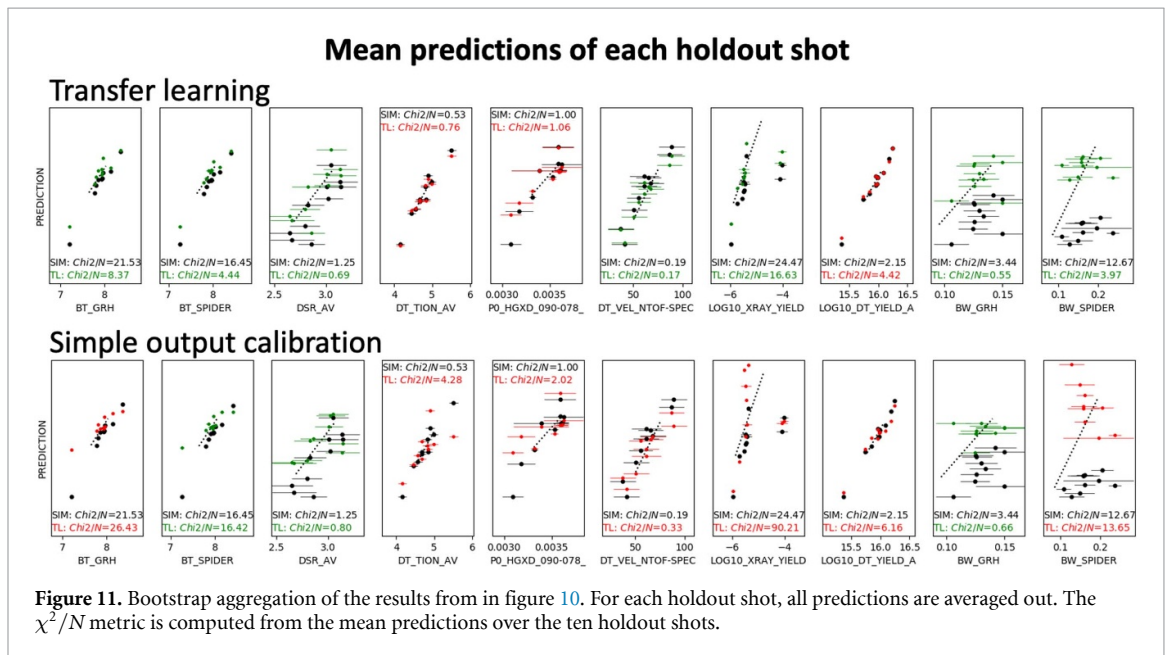 Mean predictions of each holdout shot
Transfer learning
PREDICTION
SIM: Chi2/N=21.53
TL: Chi2/N=8.37
7 8
BT_GRH
SIM: Chi2/N=16.45
TL: Chi2/N=4.44
7 8
BT_SPIDER
SIM: Chi2/N=1.25
TL: Chi2/N=0.69
2.5 3.0
DSR_AV
SIM: Chi2/N=0.53
TL: Chi2/N=0.76
4 5 6
DT_TION_AV
SIM: Chi2/N=1.00
TL: Chi2/N=1.06
0.0030 0.0035
P0_HGXD_090-078_
SIM: Chi2/N=0.19
TL: Chi2/N=0.17
50 100
DT_VEL_NTOF-SPEC
SIM: Chi2/N=24.47
TL: Chi2/N=16.63
−6 −4
LOG10_XRAY_YIELD
SIM: Chi2/N=2.15
TL: Chi2/N=4.42
15.5 16.0 16.5
LOG10_DT_YIELD_A
SIM: Chi2/N=3.44
TL: Chi2/N=0.55
0.10 0.15
BW_GRH
SIM: Chi2/N=12.67
TL: Chi2/N=3.97
0.1 0.2
BW_SPIDER
Simple output calibration
PREDICTION
SIM: Chi2/N=21.53
TL: Chi2/N=26.43
7 8
BT_GRH
SIM: Chi2/N=16.45
TL: Chi2/N=16.42
7 8
BT_SPIDER
SIM: Chi2/N=1.25
TL: Chi2/N=0.80
2.5 3.0
DSR_AV
SIM: Chi2/N=0.53
TL: Chi2/N=4.28
4 5 6
DT_TION_AV
SIM: Chi2/N=1.00
TL: Chi2/N=2.02
0.0030 0.0035
P0_HGXD_090-078_
SIM: Chi2/N=0.19
TL: Chi2/N=0.33
50 100
DT_VEL_NTOF-SPEC
SIM: Chi2/N=24.47
TL: Chi2/N=90.21
−6 −4
LOG10_XRAY_YIELD
SIM: Chi2/N=2.15
TL: Chi2/N=6.16
15.5 16.0 16.5
LOG10_DT_YIELD_A
SIM: Chi2/N=3.44
TL: Chi2/N=0.66
0.10 0.15
BW_GRH
SIM: Chi2/N=12.67
TL: Chi2/N=13.65
0.1 0.2
BW_SPIDER
Figure 11. Bootstrap aggregation of the results from in figure 10. For each holdout shot, all predictions are averaged out. The
χ²/N metric is computed from the mean predictions over the ten holdout shots.